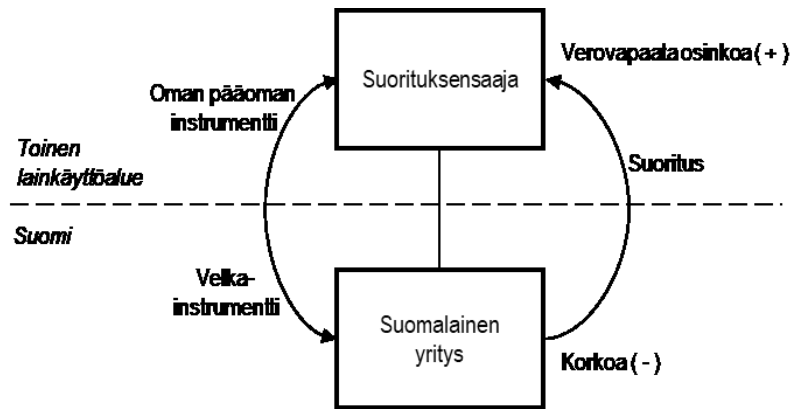 Suorituksensaaja
Verovapaata osinkoa ( + )
Oman pääoman
instrumentti
Toinen
lainkäyttöalue
Suoritus
Suomi
Velka-
instrumentti
Suomalainen
yritys
Korkoa ( - )